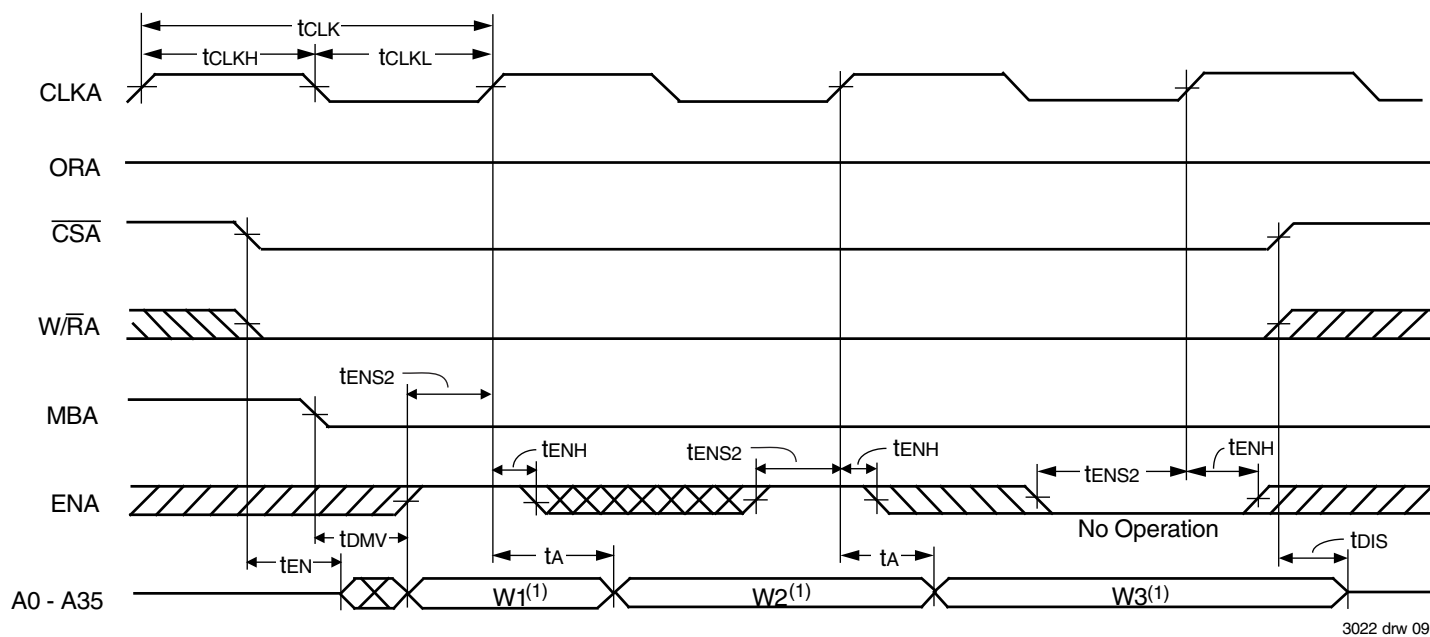 tCLK
tCLKH
tCLKL
CLKA
ORA
CSA
W/RA
tENS2
MBA
tENH
tENS2
tENH
tENS2
tENH
ENA
No Operation
tDMV
tEN
tA
tA
tDIS
A0 - A35
W1(1)
W2(1)
W3(1)
3022 drw 09